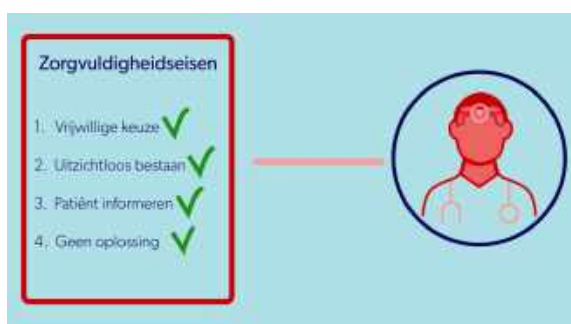 Zorgvuldigheidseisen
1. Vrijwillige keuze
2. Uitzichtloos bestaan
3. Patiënt informeren
4. Geen oplossing